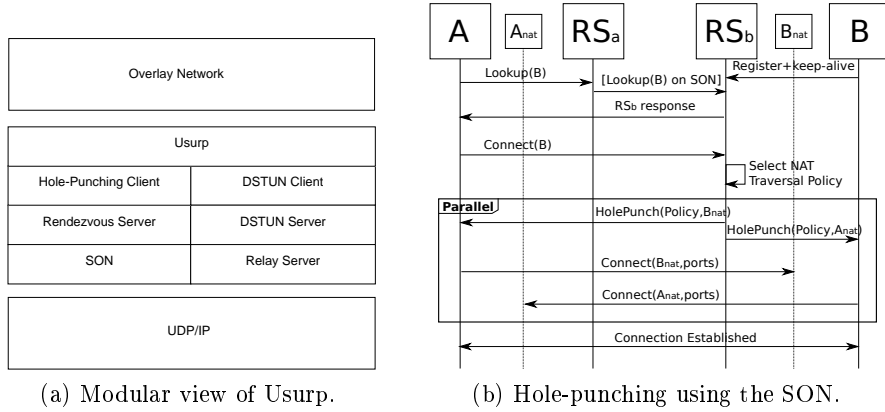 Overlay Network
Usurp
Hole-Punching Client
DSTUN Client
Rendezvous Server
DSTUN Server
SON
Relay Server
UDP/IP
(a) Modular view of Usurp.
A
Anat
RSa
RSb
Bnat
B
Register+keep-alive
Lookup(B)
[Lookup(B) on SON]
RSb response
Connect(B)
Select NAT
Traversal Policy
Parallel
HolePunch(Policy,Bnat)
HolePunch(Policy,Anat)
Connect(Bnat,ports)
Connect(Anat,ports)
Connection Established
(b) Hole-punching using the SON.